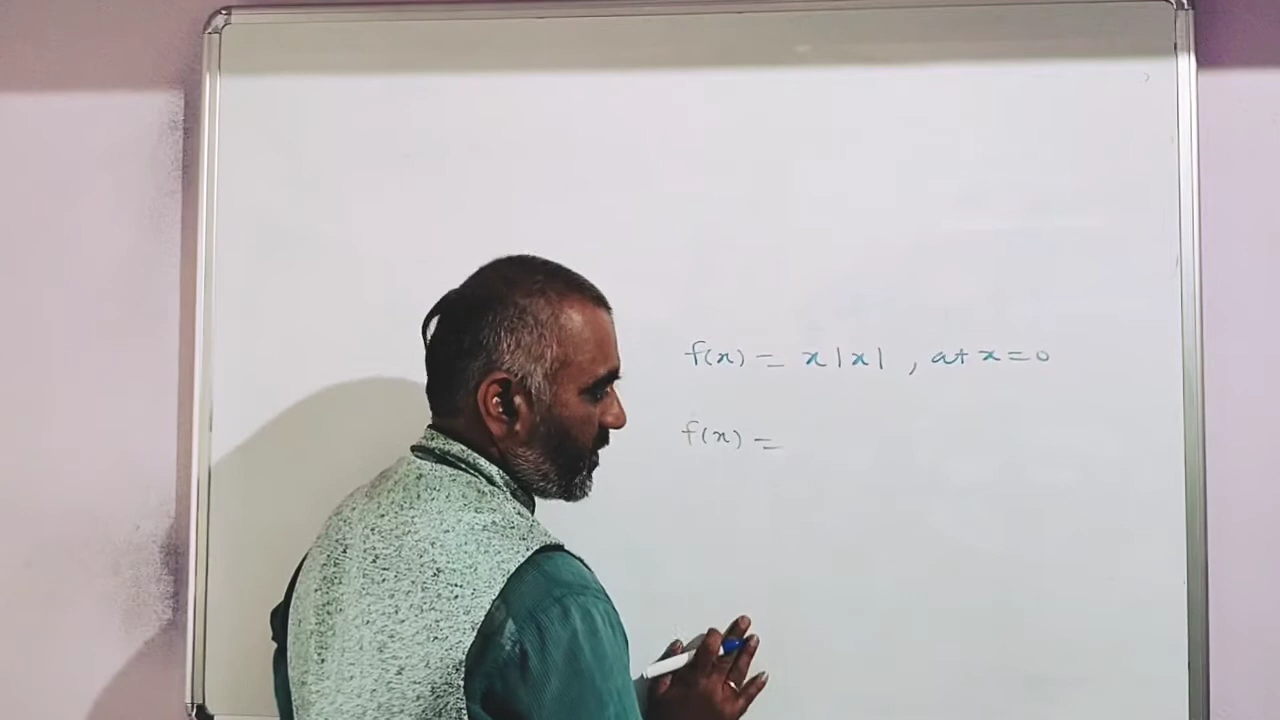 f(x) = x|x| , at x=0
f(x) =